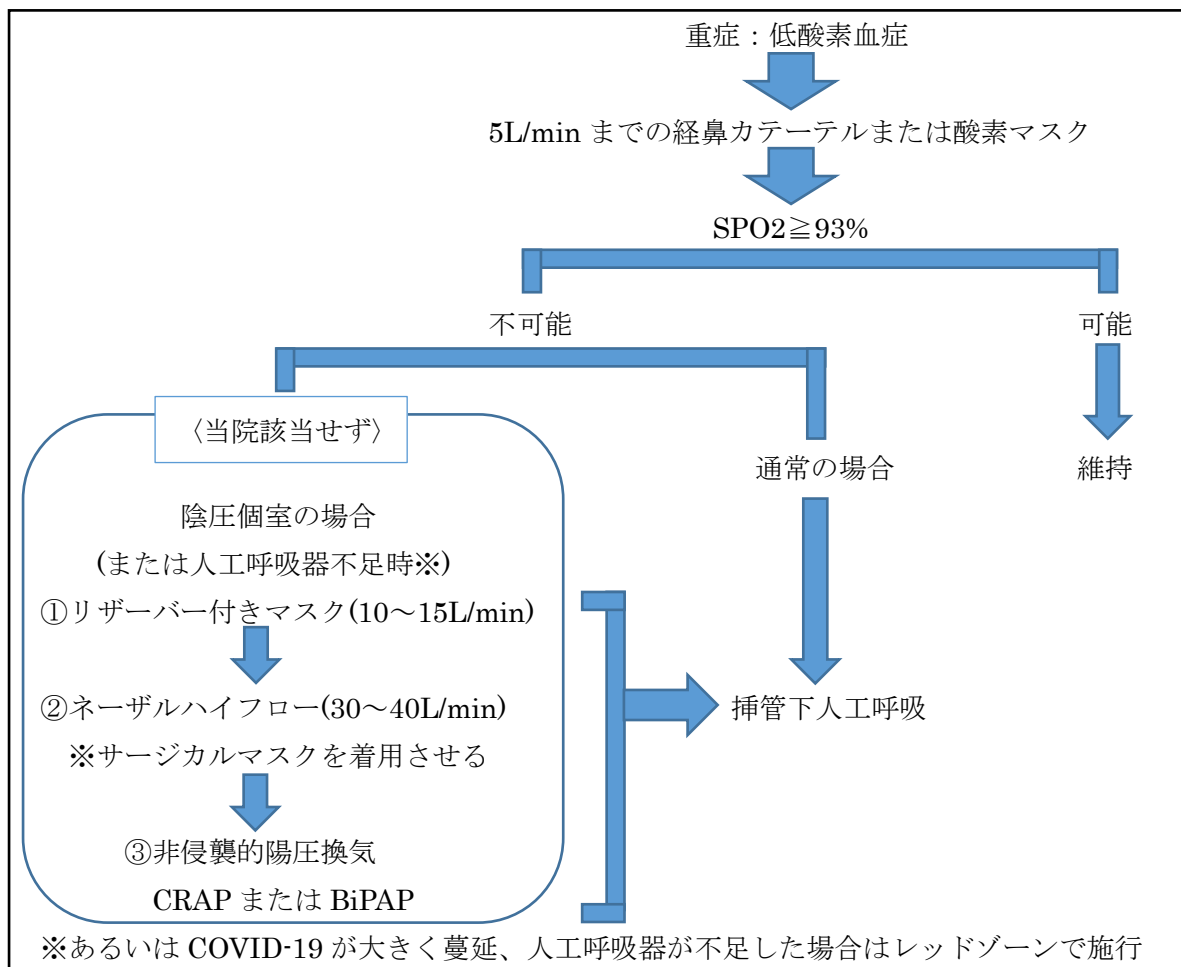 重症：低酸素血症
5L/min までの経鼻カテーテルまたは酸素マスク
SPO2≧93%
不可能
可能
〈当院該当せず〉
通常の場合
維持
陰圧個室の場合
(または人工呼吸器不足時※)
①リザーバー付きマスク(10～15L/min)
②ネーザルハイフロー(30～40L/min)
※サージカルマスクを着用させる
挿管下人工呼吸
③非侵襲的陽圧換気
CRAP または BiPAP
※あるいは COVID-19 が大きく蔓延、人工呼吸器が不足した場合はレッドゾーンで施行